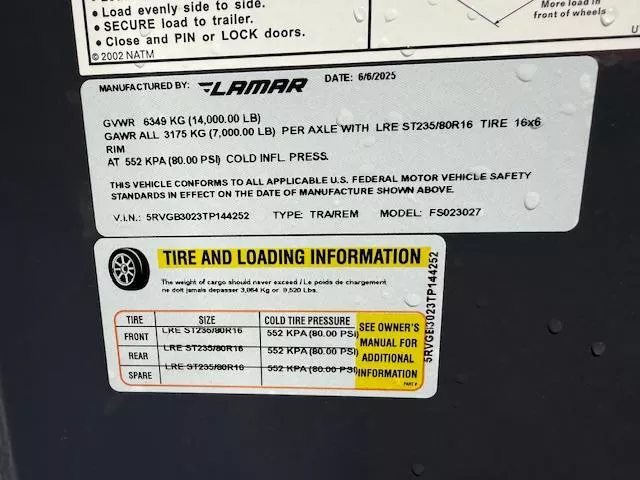 • Load evenly side to side.
• SECURE load to trailer.
• Close and PIN or LOCK doors.
© 2002 NATM
More load in
front of wheels
MANUFACTURED BY: LAMAR DATE: 6/6/2025
GVWR 6349 KG (14,000.00 LB)
GAWR ALL 3175 KG (7,000.00 LB) PER AXLE WITH LRE ST235/80R16 TIRE 16x6
RIM
AT 552 KPA (80.00 PSI) COLD INFL. PRESS.
THIS VEHICLE CONFORMS TO ALL APPLICABLE U.S. FEDERAL MOTOR VEHICLE SAFETY
STANDARDS IN EFFECT ON THE DATE OF MANUFACTURE SHOWN ABOVE.
V.I.N.: 5RVGB3023TP144252 TYPE: TRA/REM MODEL: FS023027
TIRE AND LOADING INFORMATION
The weight of cargo should never exceed / Le poids de chargement
ne doit jamais depasser 3,864 Kg or 8,520 Lbs.
TIRE SIZE COLD TIRE PRESSURE
FRONT LRE ST235/80R16 552 KPA (80.00 PSI)
REAR LRE ST235/80R16 552 KPA (80.00 PSI)
SPARE LRE ST235/80R16 552 KPA (80.00 PSI)
SEE OWNER'S
MANUAL FOR
ADDITIONAL
INFORMATION
PART #
5RVGB3023TP144252